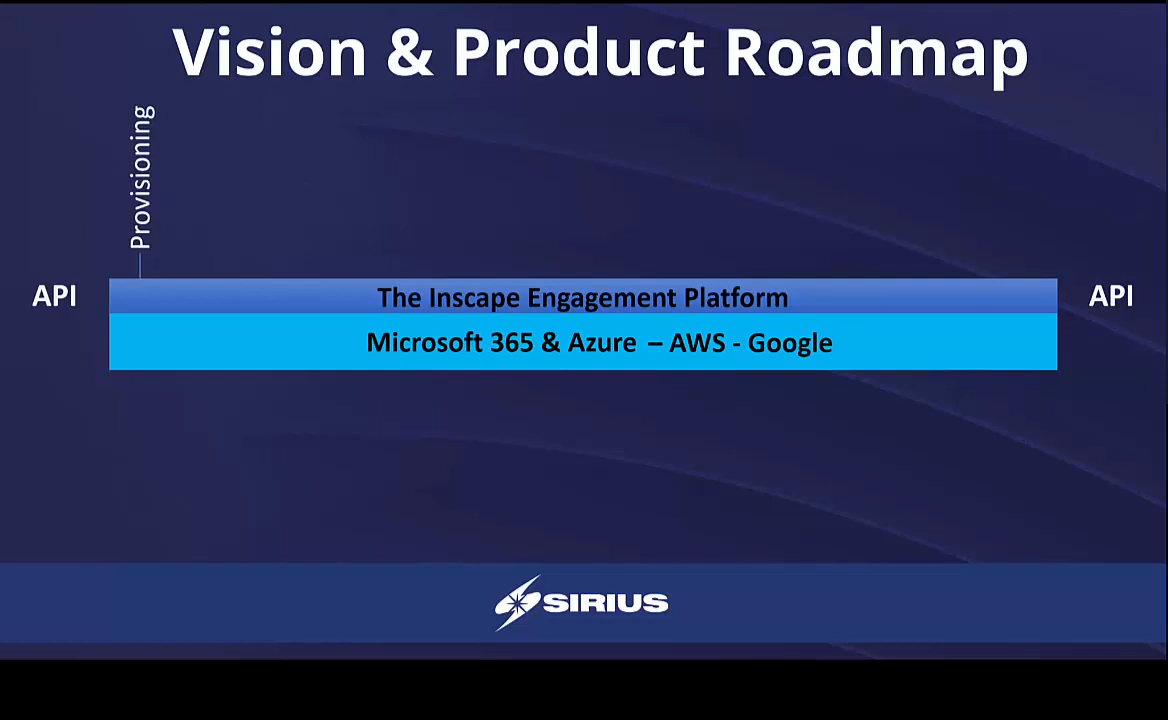 Vision & Product Roadmap
Provisioning
API
The Inscape Engagement Platform
API
Microsoft 365 & Azure – AWS - Google
SIRIUS